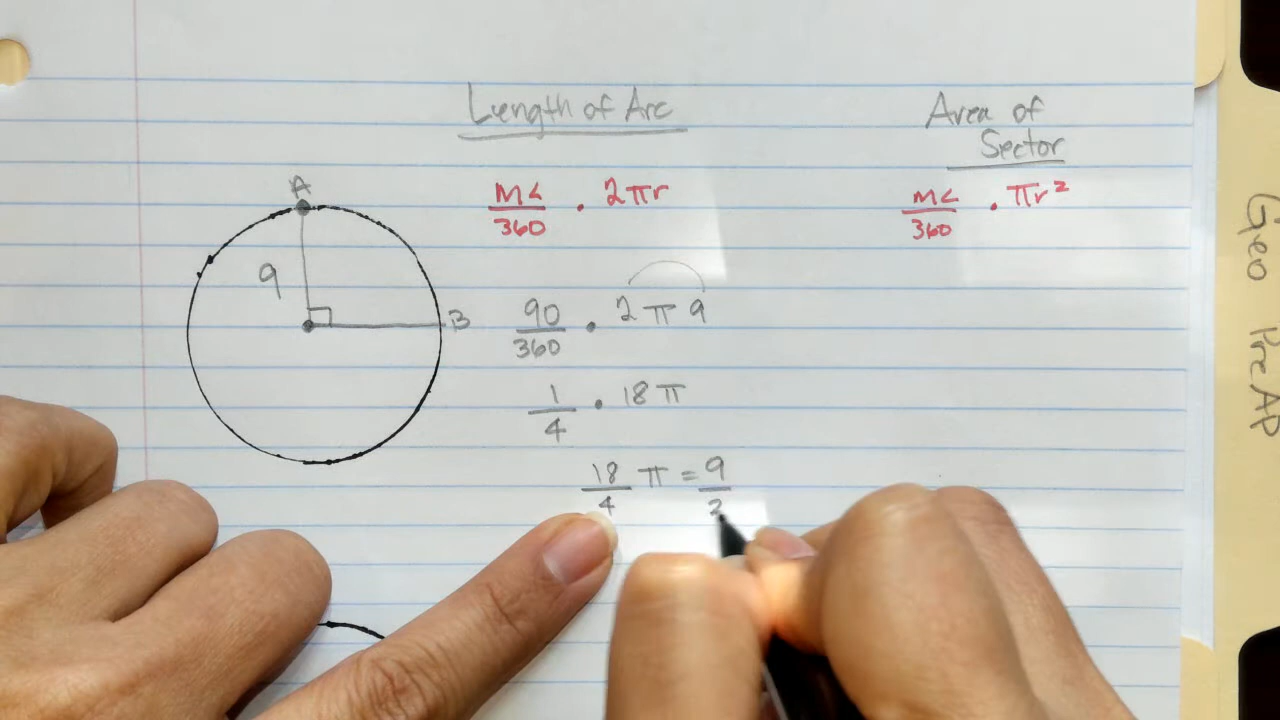 Length of Arc
Area of
Sector
A
m∠/360 · 2πr
m∠/360 · πr²
9
B
90/360 · 2π9
1/4 · 18π
18/4 π = 9/2
Geo PreAP